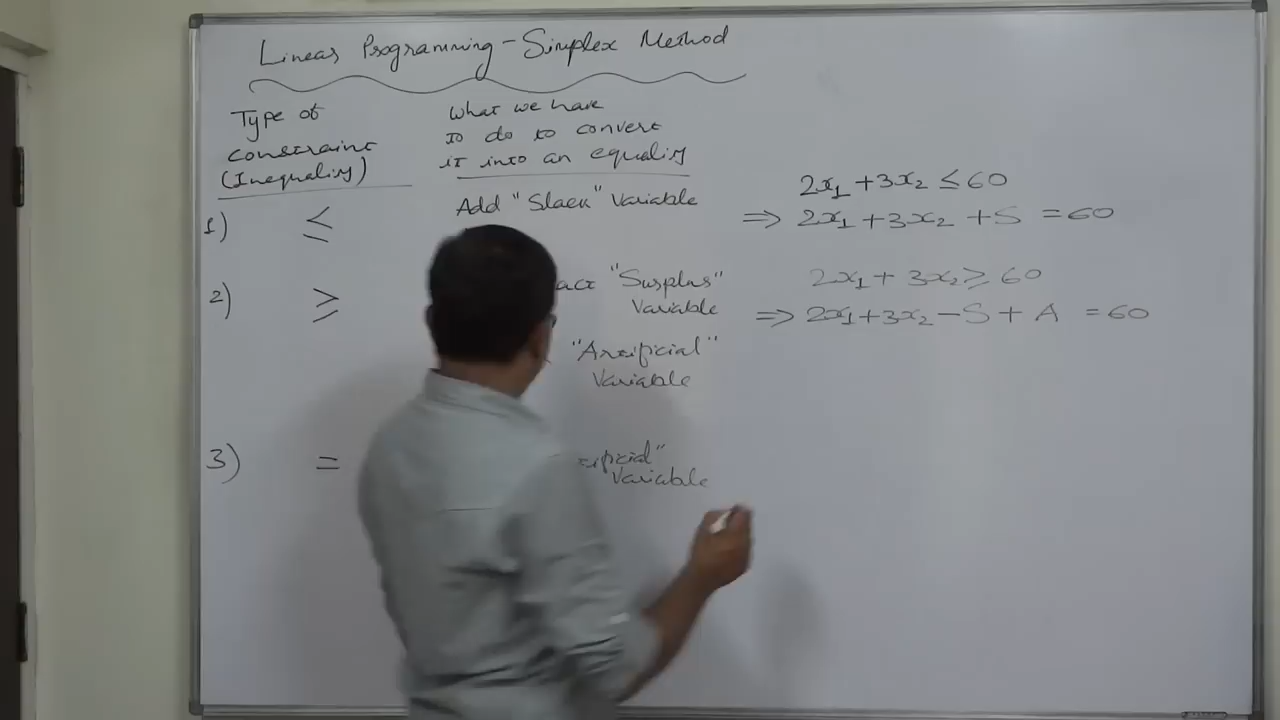 Linear Programming - Simplex Method
Type of
constraint
(Inequality)
What we have
to do to convert
it into an equality
1) ≤
Add "Slack" Variable
2x₁ + 3x₂ ≤ 60
⇒ 2x₁ + 3x₂ + S = 60
2) ≥
"Surplus"
Variable
"Artificial"
Variable
2x₁ + 3x₂ ≥ 60
⇒ 2x₁ + 3x₂ - S + A = 60
3) =
Variable